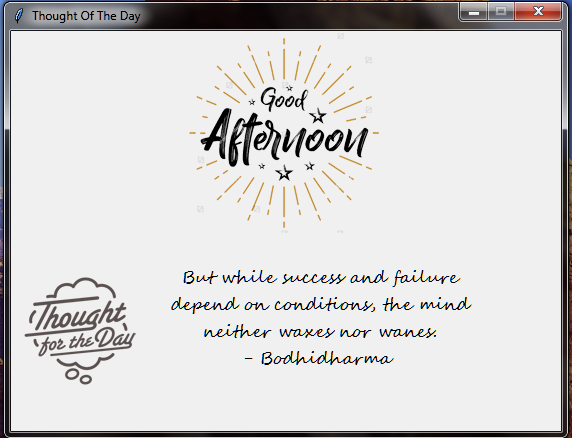 Thought Of The Day
Good
Afternoon
But while success and failure
depend on conditions, the mind
neither waxes nor wanes.
- Bodhidharma
Thought
for the Day